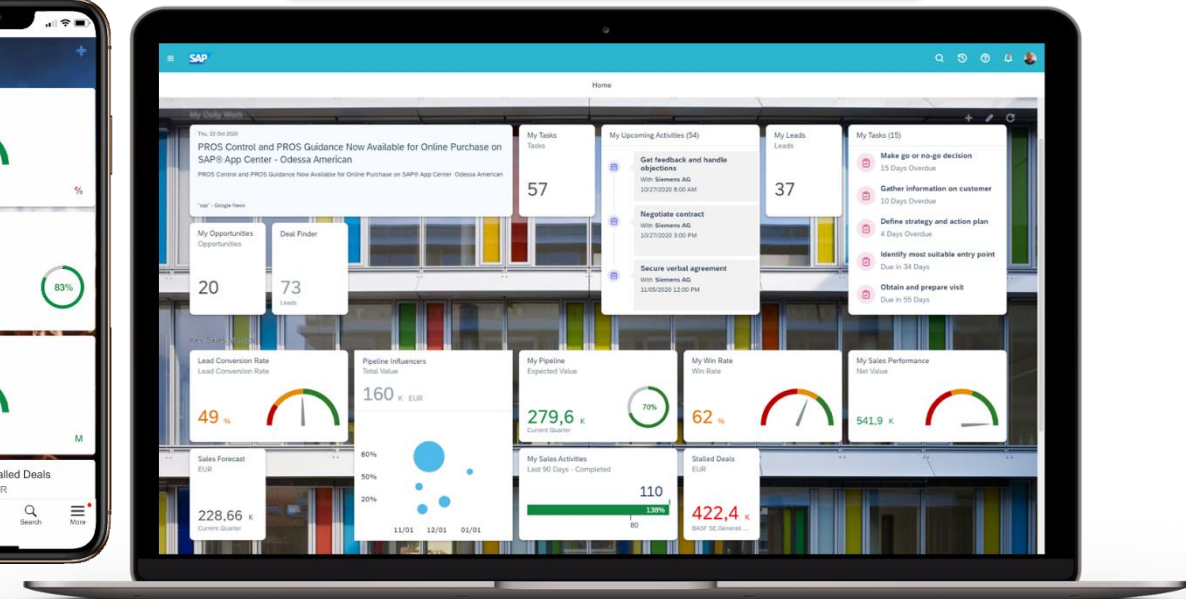 %
83%
M
alled Deals
R
Search
More
SAP
Home
My Daily Work
Thu, 22 Oct 2020
PROS Control and PROS Guidance Now Available for Online Purchase on
SAP® App Center - Odessa American
PROS Control and PROS Guidance Now Available for Online Purchase on SAP® App Center Odessa American
"sap" - Google News
My Tasks
Tasks
57
My Upcoming Activities (54)
Get feedback and handle
objections
With Siemens AG
10/27/2020 8:00 AM
Negotiate contract
With Siemens AG
10/27/2020 3:00 PM
Secure verbal agreement
With Siemens AG
11/05/2020 12:00 PM
My Leads
Leads
37
My Tasks (15)
Make go or no-go decision
15 Days Overdue
Gather information on customer
10 Days Overdue
Define strategy and action plan
4 Days Overdue
Identify most suitable entry point
Due in 34 Days
Obtain and prepare visit
Due in 55 Days
My Opportunities
Opportunities
20
Deal Finder
73
Leads
Key Sales
Lead Conversion Rate
Lead Conversion Rate
49 %
Pipeline Influencers
Total Value
160 K EUR
60%
50%
20%
11/01 12/01 01/01
My Pipeline
Expected Value
279,6 K
Current Quarter
70%
My Win Rate
Win Rate
62 %
My Sales Performance
Net Value
541,9 K
Sales Forecast
EUR
228,66 K
Current Quarter
My Sales Activities
Last 90 Days - Completed
110
138%
80
Stalled Deals
EUR
422,4 K
BASF SE, Generali ...